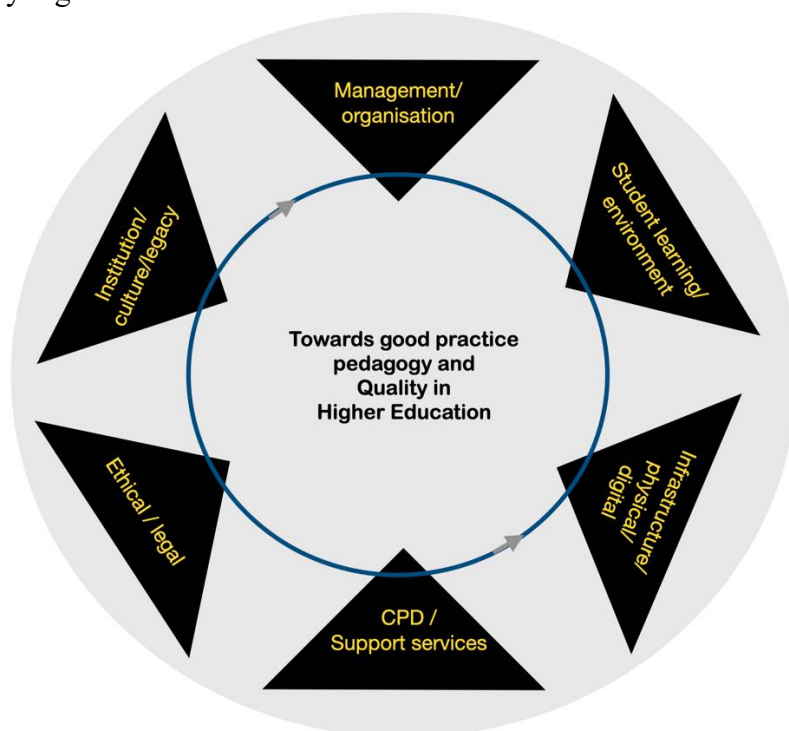 Management/
organisation
Student learning/
environment
Infrastructure/
physical/
digital
CPD /
Support services
Ethical / legal
Institution/
culture/legacy
Towards good practice
pedagogy and
Quality in
Higher Education